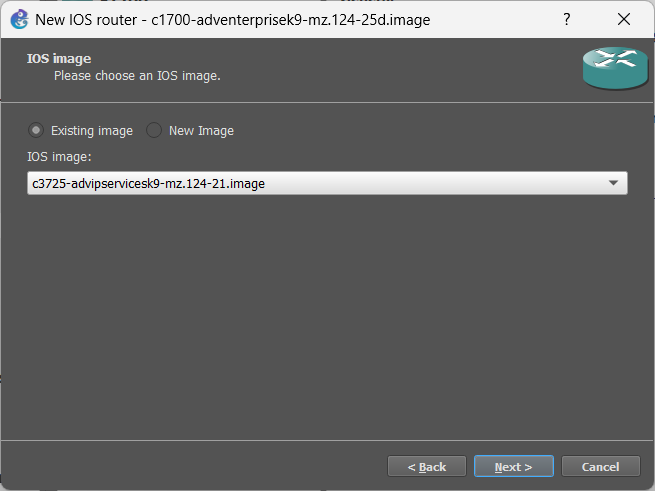 New IOS router - c1700-adventerprisek9-mz.124-25d.image
?
IOS image
Please choose an IOS image.
Existing image New Image
IOS image:
c3725-advipservicesk9-mz.124-21.image
< Back Next > Cancel